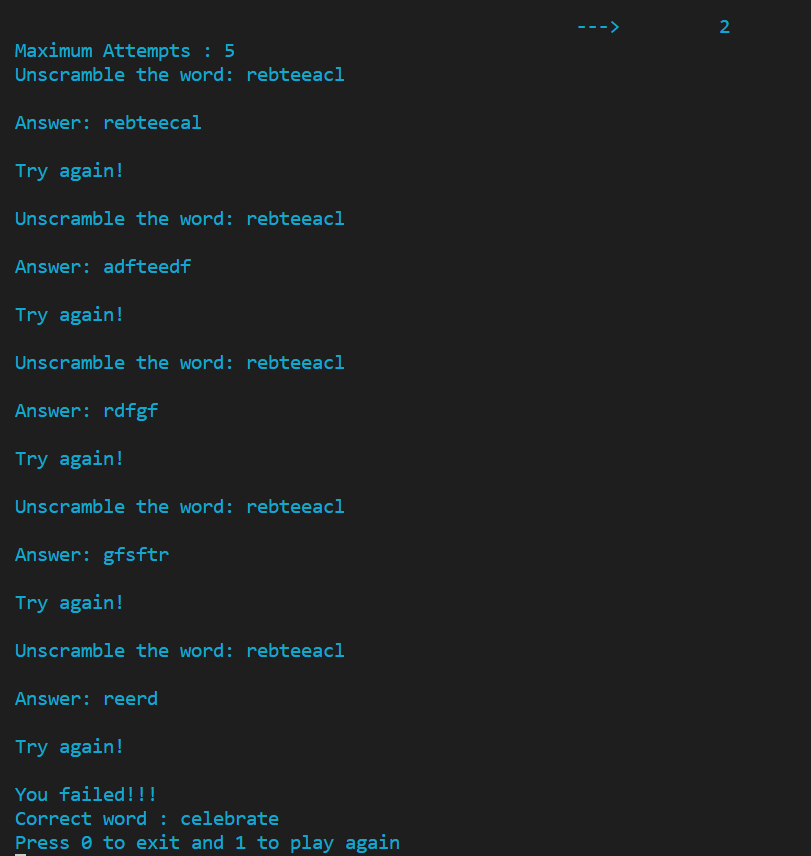 ---> 2
Maximum Attempts : 5
Unscramble the word: rebteeacl
Answer: rebteecal
Try again!
Unscramble the word: rebteeacl
Answer: adfteedf
Try again!
Unscramble the word: rebteeacl
Answer: rdfgf
Try again!
Unscramble the word: rebteeacl
Answer: gfsftr
Try again!
Unscramble the word: rebteeacl
Answer: reerd
Try again!
You failed!!!
Correct word : celebrate
Press 0 to exit and 1 to play again